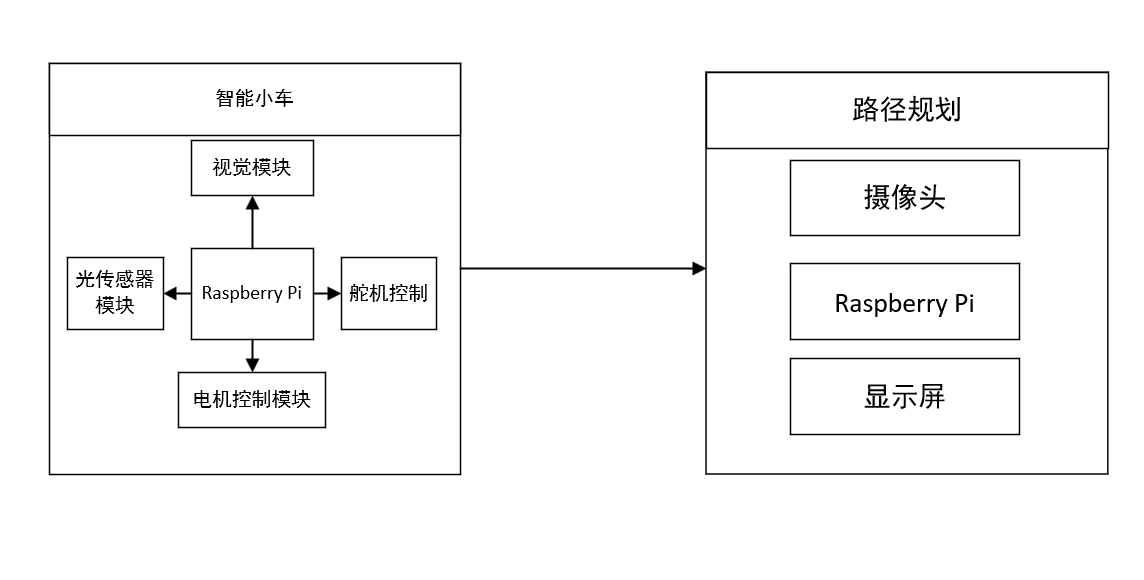 智能小车
视觉模块
光传感器
模块
Raspberry Pi
舵机控制
电机控制模块
路径规划
摄像头
Raspberry Pi
显示屏